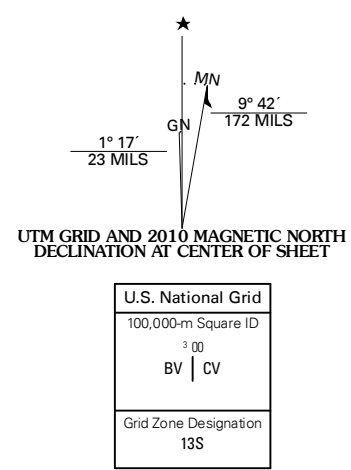 ★
MN
9° 42´
172 MILS
GN
1° 17´
23 MILS
UTM GRID AND 2010 MAGNETIC NORTH
DECLINATION AT CENTER OF SHEET
U.S. National Grid
100,000-m Square ID
3 00
BV | CV
Grid Zone Designation
13S